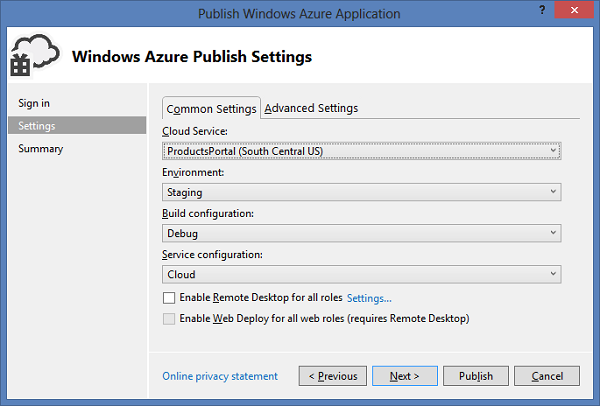 Publish Windows Azure Application
?
Windows Azure Publish Settings
Sign in
Settings
Summary
Common Settings
Advanced Settings
Cloud Service:
ProductsPortal (South Central US)
Environment:
Staging
Build configuration:
Debug
Service configuration:
Cloud
Enable Remote Desktop for all roles Settings...
Enable Web Deploy for all web roles (requires Remote Desktop)
Online privacy statement
< Previous
Next >
Publish
Cancel